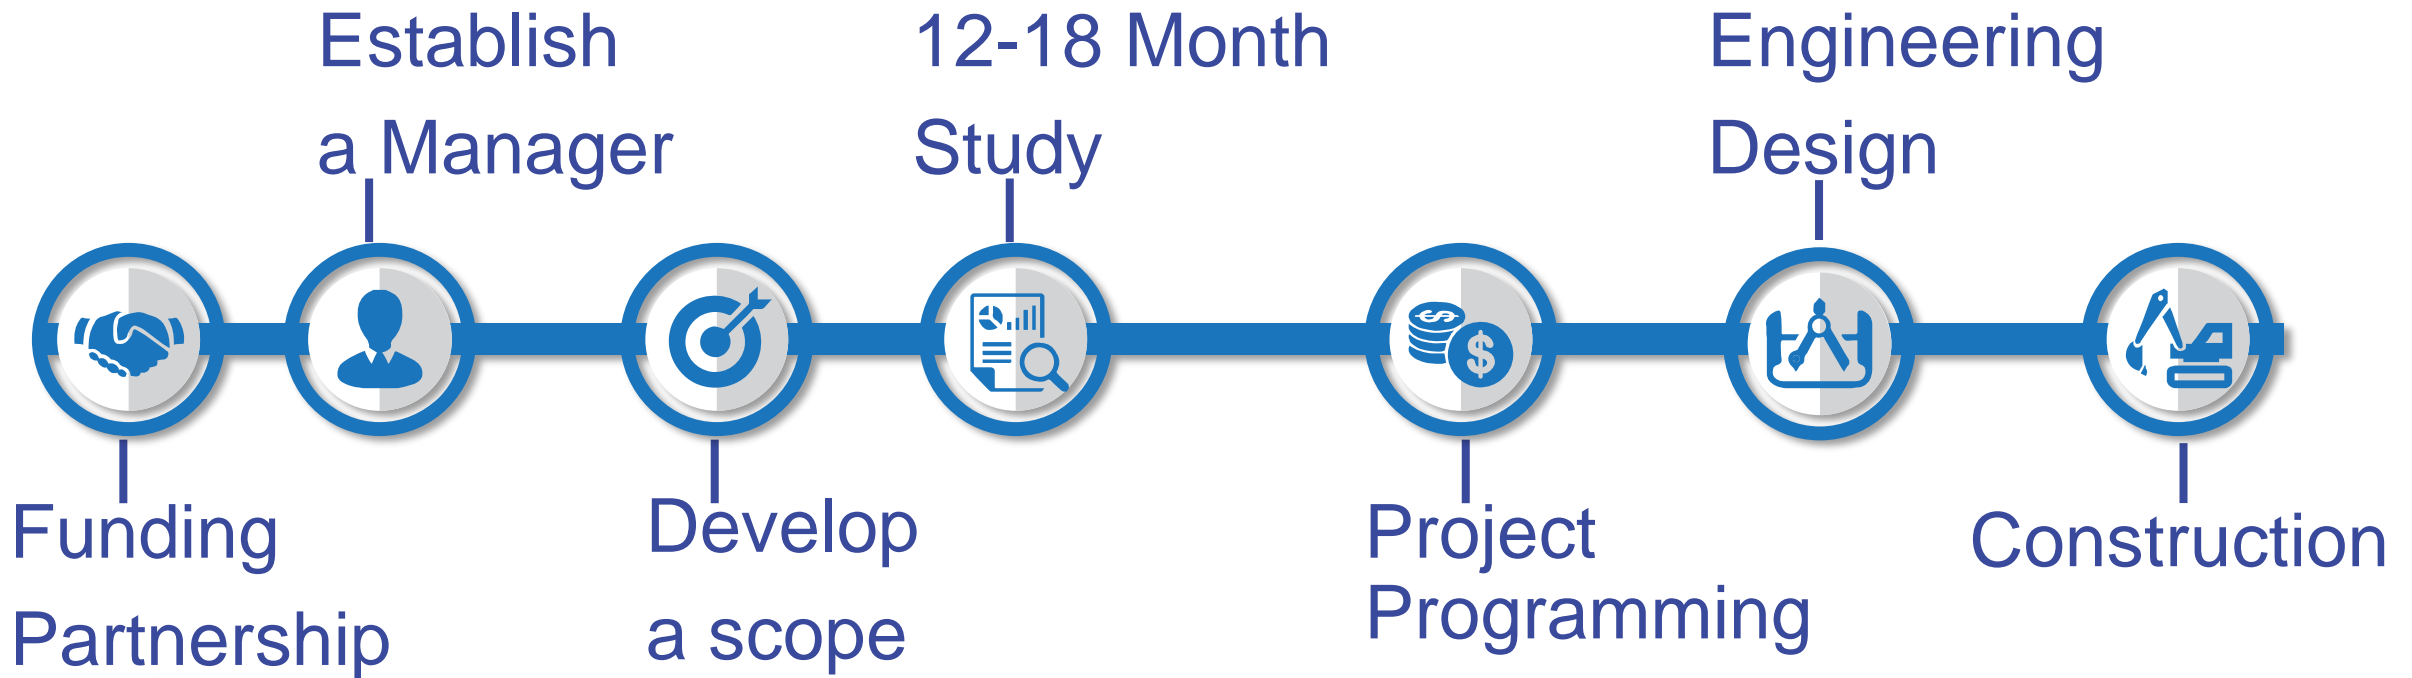 Establish
a Manager
12-18 Month
Study
Engineering
Design
$
$
Funding
Partnership
Develop
a scope
Project
Programming
Construction